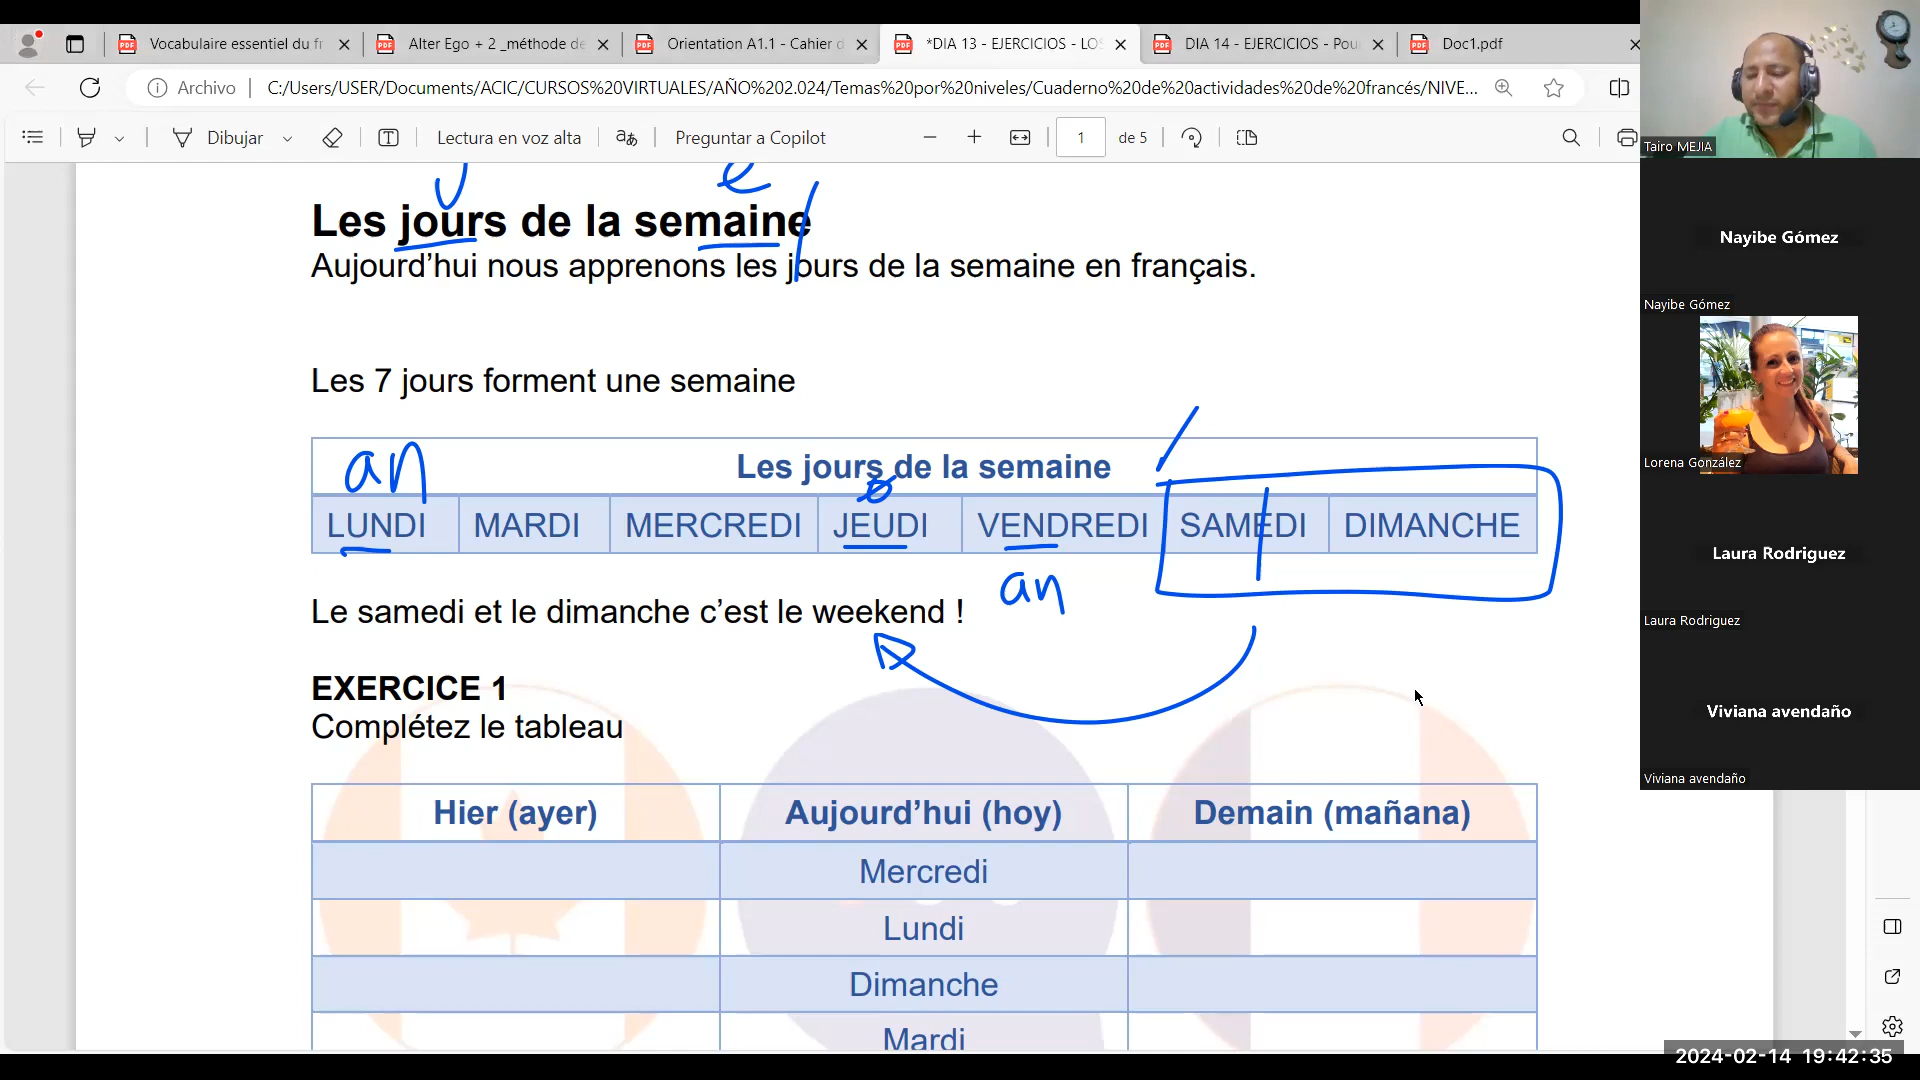 Vocabulaire essentiel du fr
Alter Ego + 2 _méthode de
Orientation A1.1 - Cahier d
*DIA 13 - EJERCICIOS - LOS
DIA 14 - EJERCICIOS - Pou
Doc1.pdf
Archivo
C:/Users/USER/Documents/ACIC/CURSOS%20VIRTUALES/AÑO%202.024/Temas%20por%20niveles/Cuaderno%20de%20actividades%20de%20francés/NIVE...
Dibujar
Lectura en voz alta
Preguntar a Copilot
1
de 5
Les jours de la semaine
Aujourd’hui nous apprenons les jours de la semaine en français.
Les 7 jours forment une semaine
an
Les jours de la semaine
LUNDI MARDI MERCREDI JEUDI VENDREDI SAMEDI DIMANCHE
an
Le samedi et le dimanche c’est le weekend !
EXERCICE 1
Complétez le tableau
Hier (ayer) Aujourd’hui (hoy) Demain (mañana)
Mercredi
Lundi
Dimanche
Mardi
Tairo MEJIA
Nayibe Gómez
Nayibe Gómez
Lorena González
Laura Rodriguez
Laura Rodriguez
Viviana avendaño
Viviana avendaño
2024-02-14 19:42:35